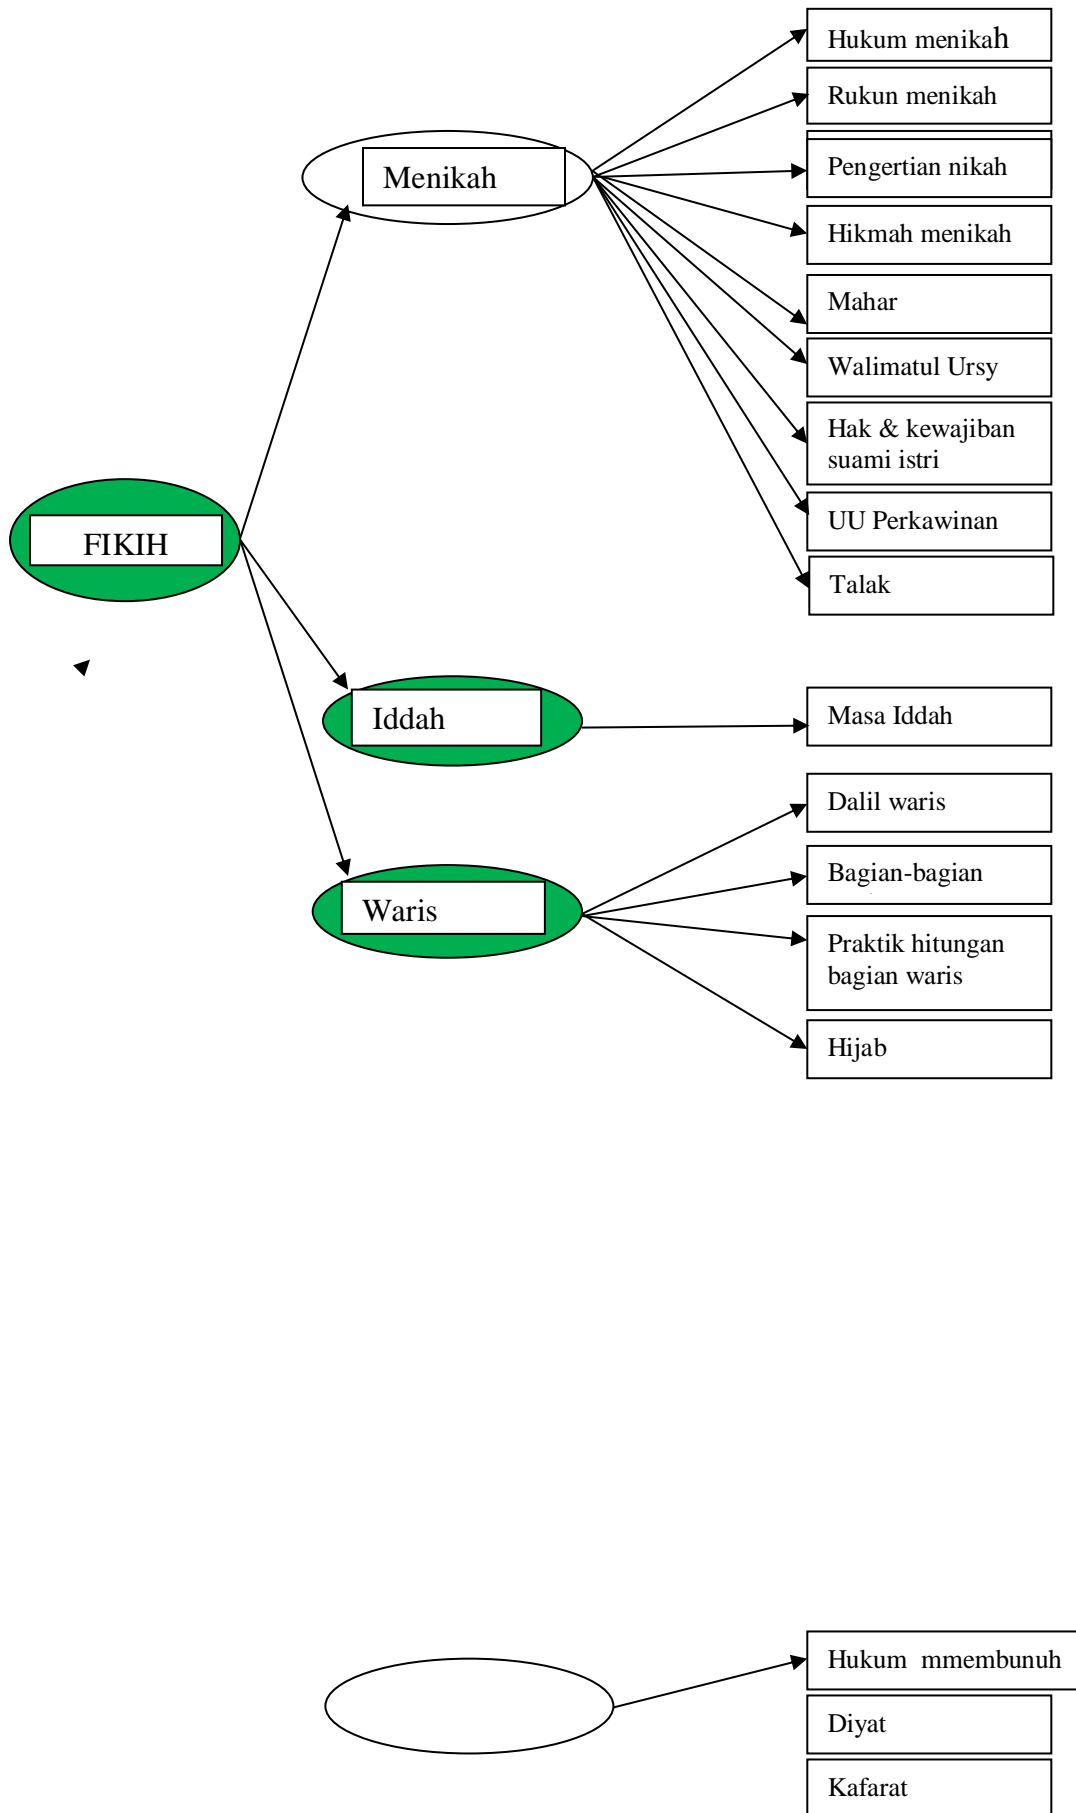 Hukum menikah
Rukun menikah
Menikah
Pengertian nikah
Hikmah menikah
Mahar
Walimatul Ursy
Hak & kewajiban
suami istri
FIKIH
UU Perkawinan
Talak
Iddah
Masa Iddah
Dalil waris
Waris
Bagian-bagian
Praktik hitungan
bagian waris
Hijab
Hukum mmembunuh
Diyat
Kafarat